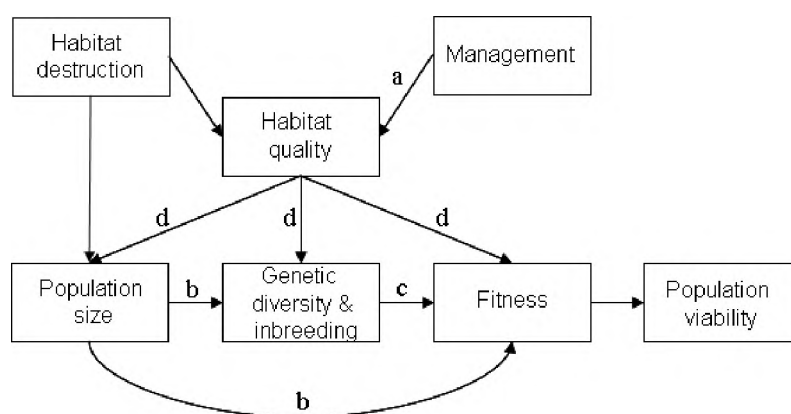 Habitat
destruction
Management
a
Habitat
quality
d
d
d
Population
size
b
Genetic
diversity &
inbreeding
c
Fitness
Population
viability
b